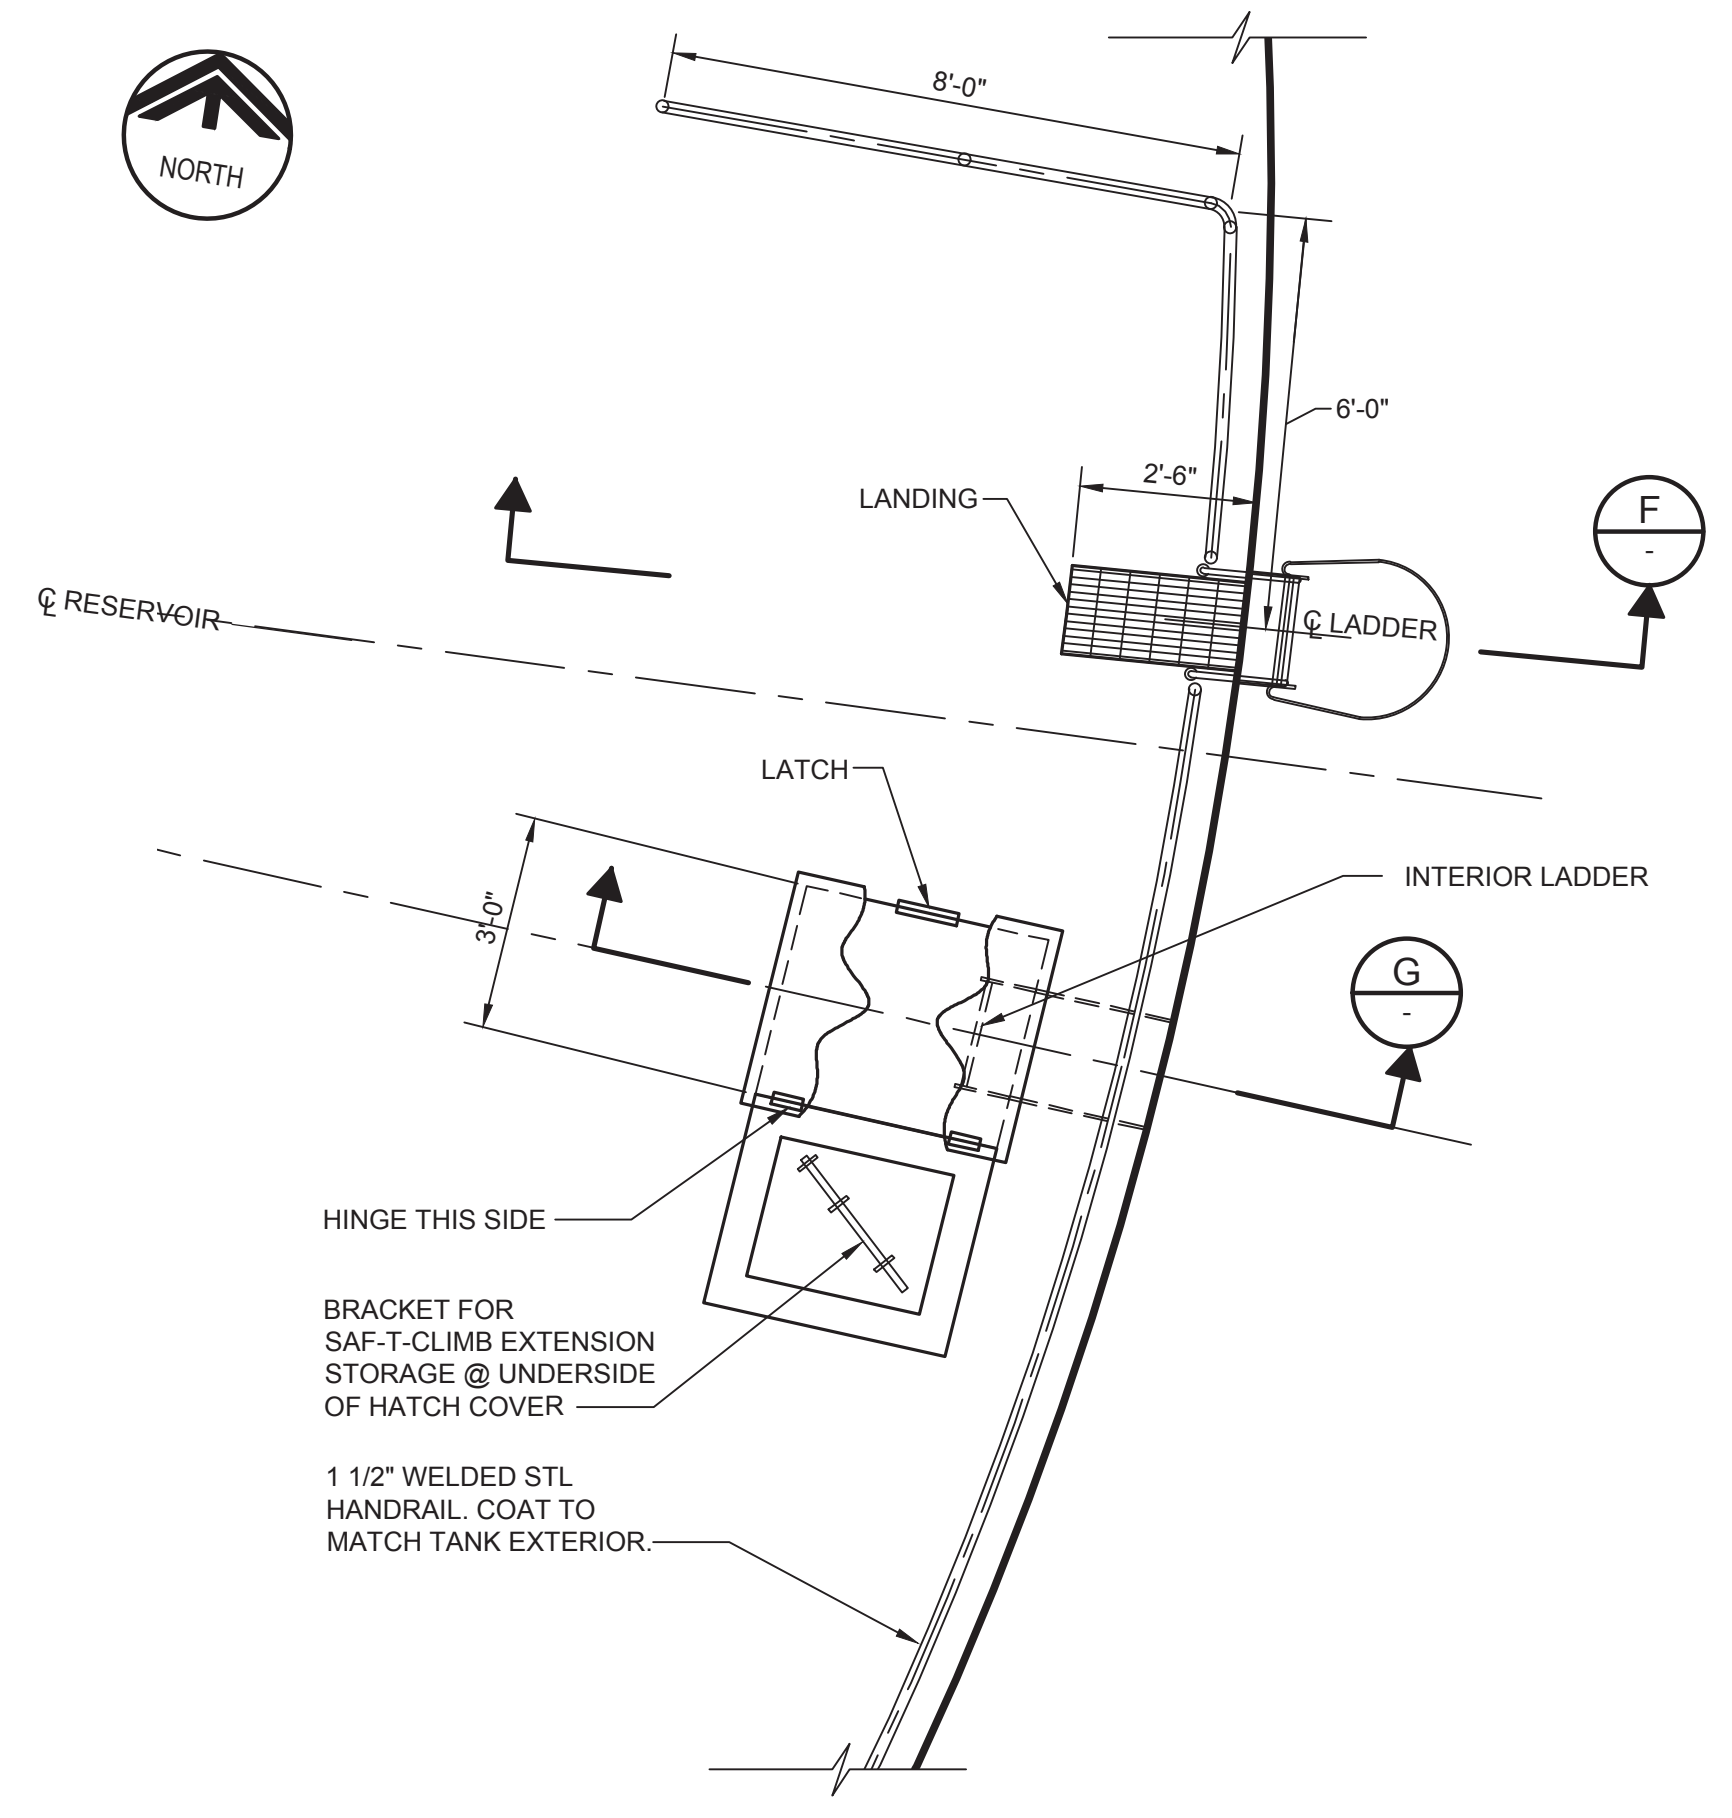 8'-0"
NORTH
6'-0"
2'-6"
LANDING
F
-
℄ RESERVOIR
℄ LADDER
LATCH
INTERIOR LADDER
3'-0"
G
-
HINGE THIS SIDE
BRACKET FOR
SAF-T-CLIMB EXTENSION
STORAGE @ UNDERSIDE
OF HATCH COVER
1 1/2" WELDED STL
HANDRAIL. COAT TO
MATCH TANK EXTERIOR.